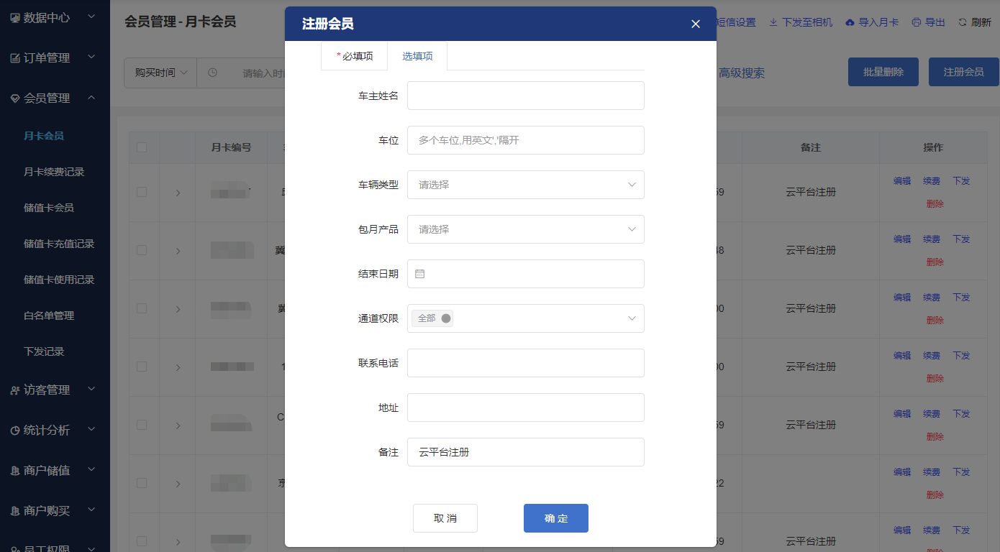 数据中心
订单管理
会员管理
月卡会员
月卡续费记录
储值卡会员
储值卡充值记录
储值卡使用记录
白名单管理
下发记录
访客管理
统计分析
商户储值
商户购买
员工权限
会员管理 - 月卡会员
短信设置 下发至相机 导入月卡 导出 刷新
购买时间 请输入时间
高级搜索 批量删除 注册会员
月卡编号 备注 操作
59 云平台注册 编辑 续费 下发
删除
冀 48 云平台注册 编辑 续费 下发
删除
冀 00 云平台注册 编辑 续费 下发
删除
00 云平台注册 编辑 续费 下发
删除
C 59 云平台注册 编辑 续费 下发
删除
京 22 编辑 续费 下发
删除
59 云平台注册 编辑 续费 下发
删除
注册会员
*必填项 选填项
车主姓名
车位 多个车位,用英文','隔开
车辆类型 请选择
包月产品 请选择
结束日期
通道权限 全部
联系电话
地址
备注 云平台注册
取 消 确 定